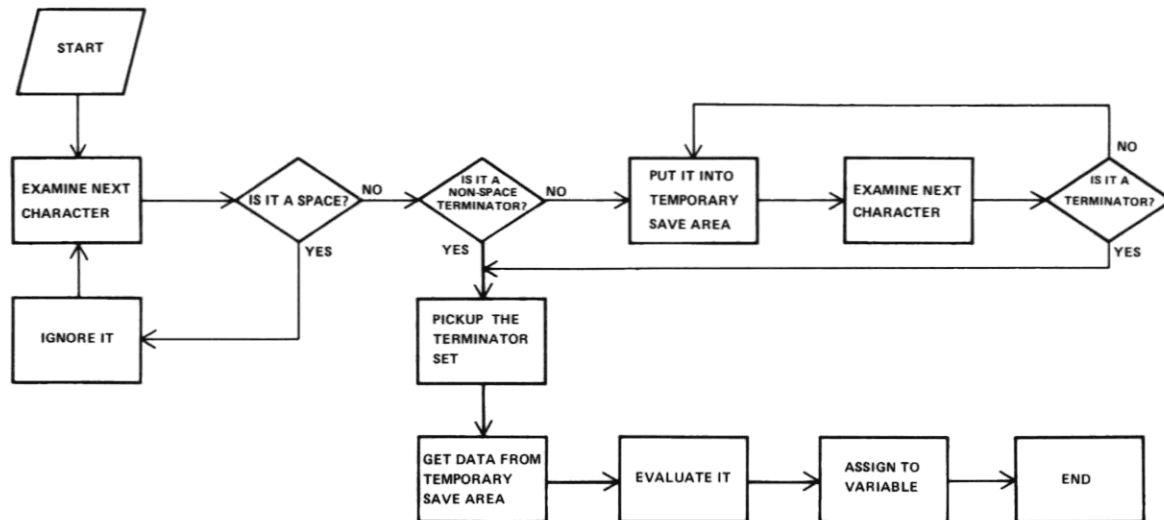 START
EXAMINE NEXT
CHARACTER
IS IT A SPACE?
NO
YES
IGNORE IT
IS IT A
NON-SPACE
TERMINATOR?
NO
YES
PUT IT INTO
TEMPORARY
SAVE AREA
EXAMINE NEXT
CHARACTER
NO
IS IT A
TERMINATOR?
YES
PICKUP THE
TERMINATOR
SET
GET DATA FROM
TEMPORARY
SAVE AREA
EVALUATE IT
ASSIGN TO
VARIABLE
END